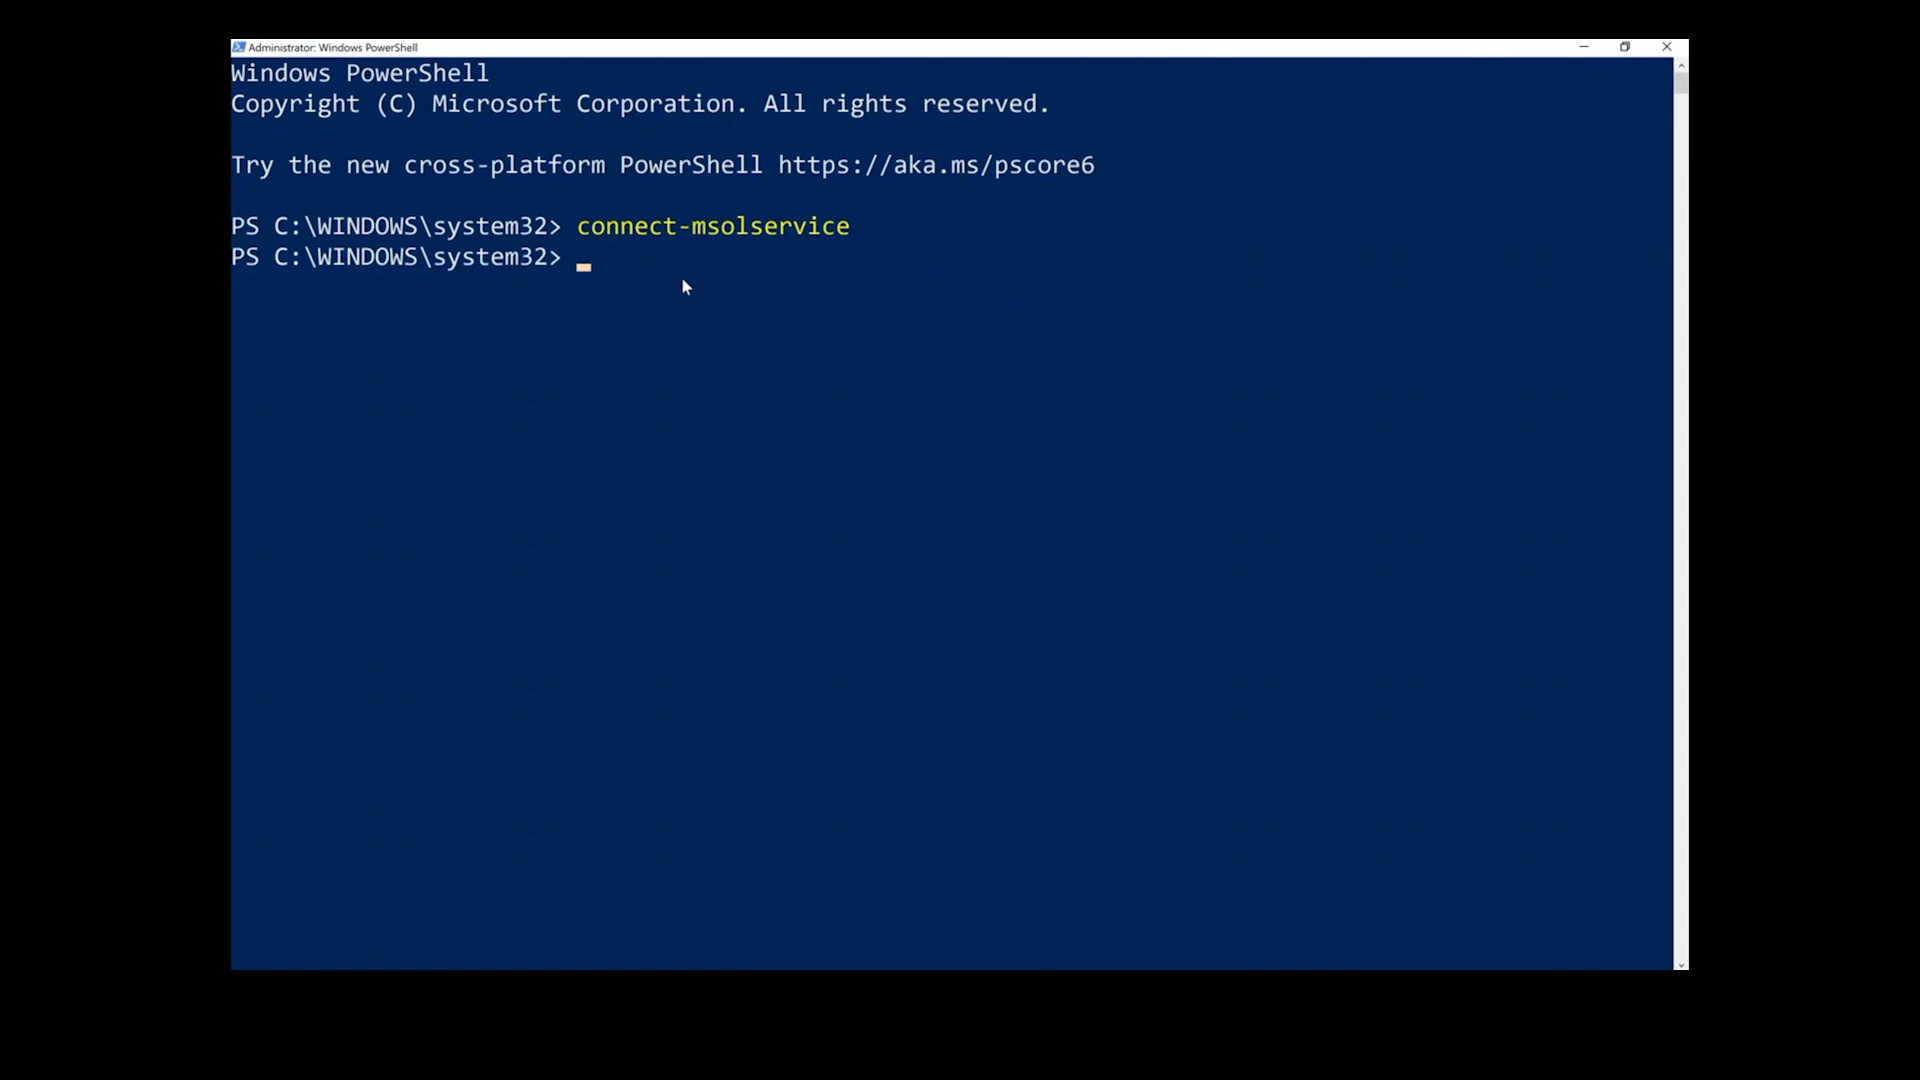 Administrator: Windows PowerShell
Windows PowerShell
Copyright (C) Microsoft Corporation. All rights reserved.
Try the new cross-platform PowerShell https://aka.ms/pscore6
PS C:\WINDOWS\system32> connect-msolservice
PS C:\WINDOWS\system32>